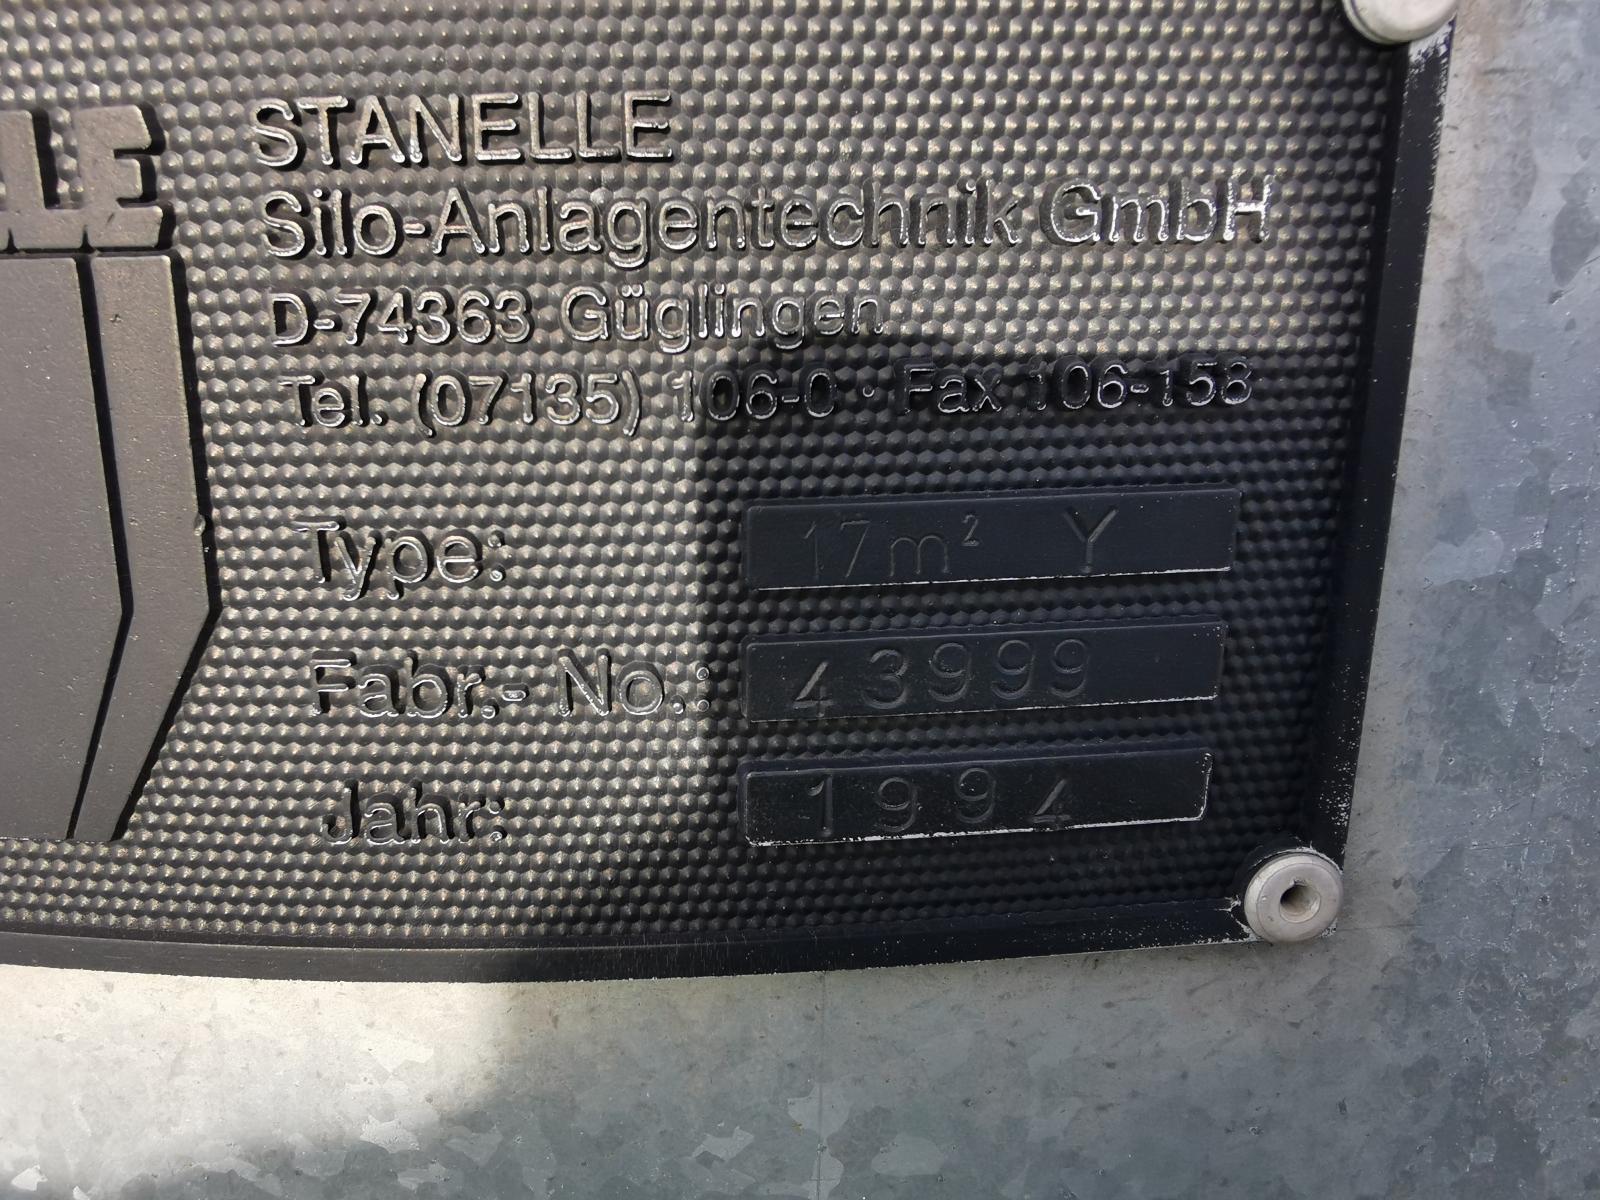 LLE
STANELLE
Silo-Anlagentechnik GmbH
D-74363 Güglingen
Tel. (07135) 106-0 · Fax 106-158
Type: 17m² Y
Fabr.- No.: 43999
Jahr: 1994